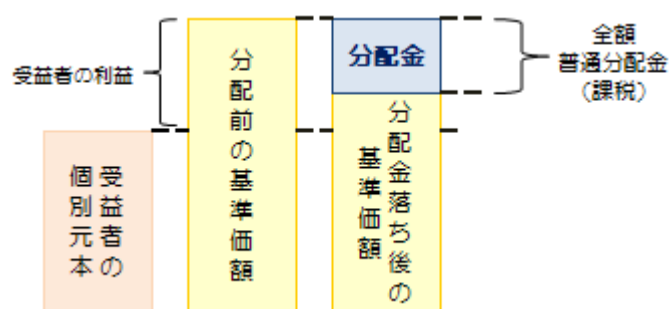 受益者の利益
受益者の
個別元本
分配前の基準価額
分配金
分配金落ち後の
基準価額
全額
普通分配金
(課税)